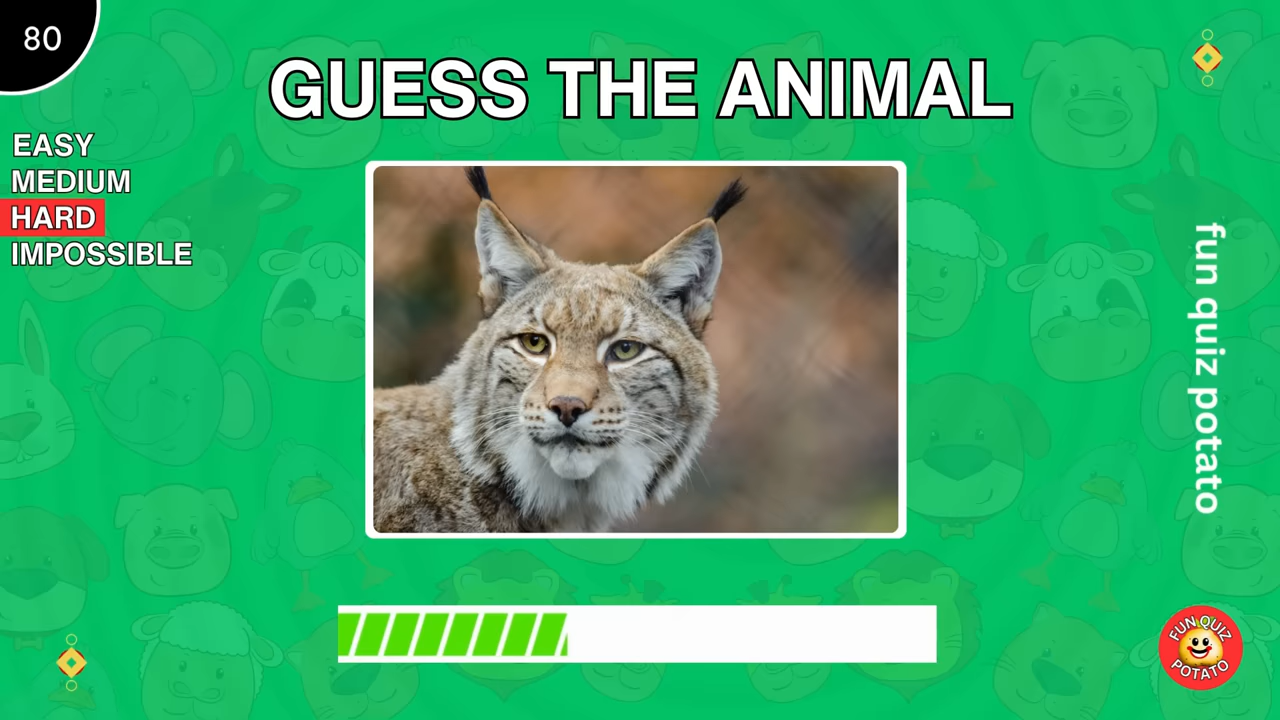 80
GUESS THE ANIMAL
EASY
MEDIUM
HARD
IMPOSSIBLE
fun quiz potato
FUN QUIZ
POTATO